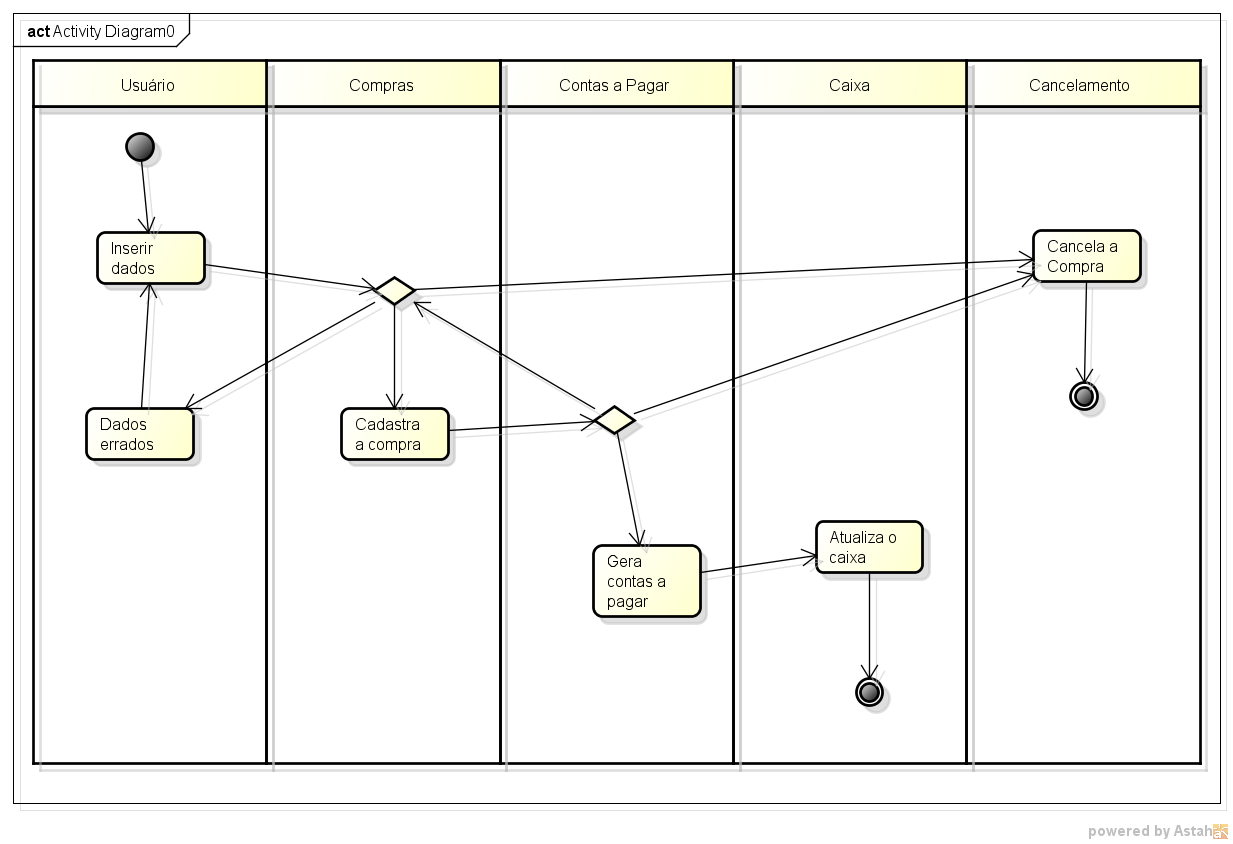 act Activity Diagram0
Usuário
Compras
Contas a Pagar
Caixa
Cancelamento
Inserir
dados
Cancela a
Compra
Dados
errados
Cadastra
a compra
Atualiza o
caixa
Gera
contas a
pagar
powered by Astah